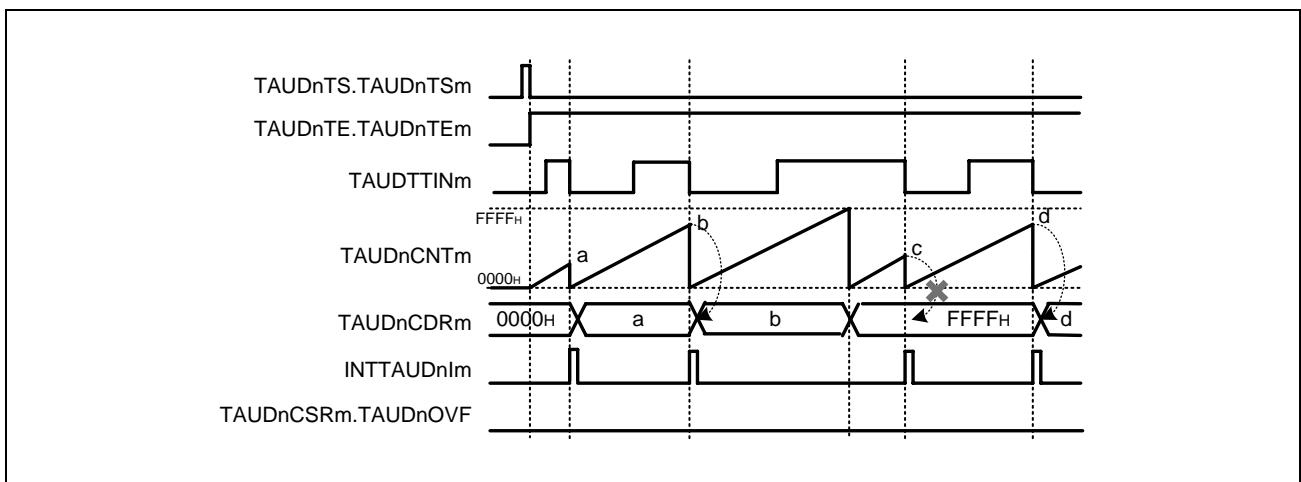 TAUDnTS.TAUDnTSm
TAUDnTE.TAUDnTEm
TAUDTTINm
FFFFH
TAUDnCNTm
0000H
a
b
c
d
TAUDnCDRm
0000H
a
b
FFFFH
d
INTTAUDnIm
TAUDnCSRm.TAUDnOVF